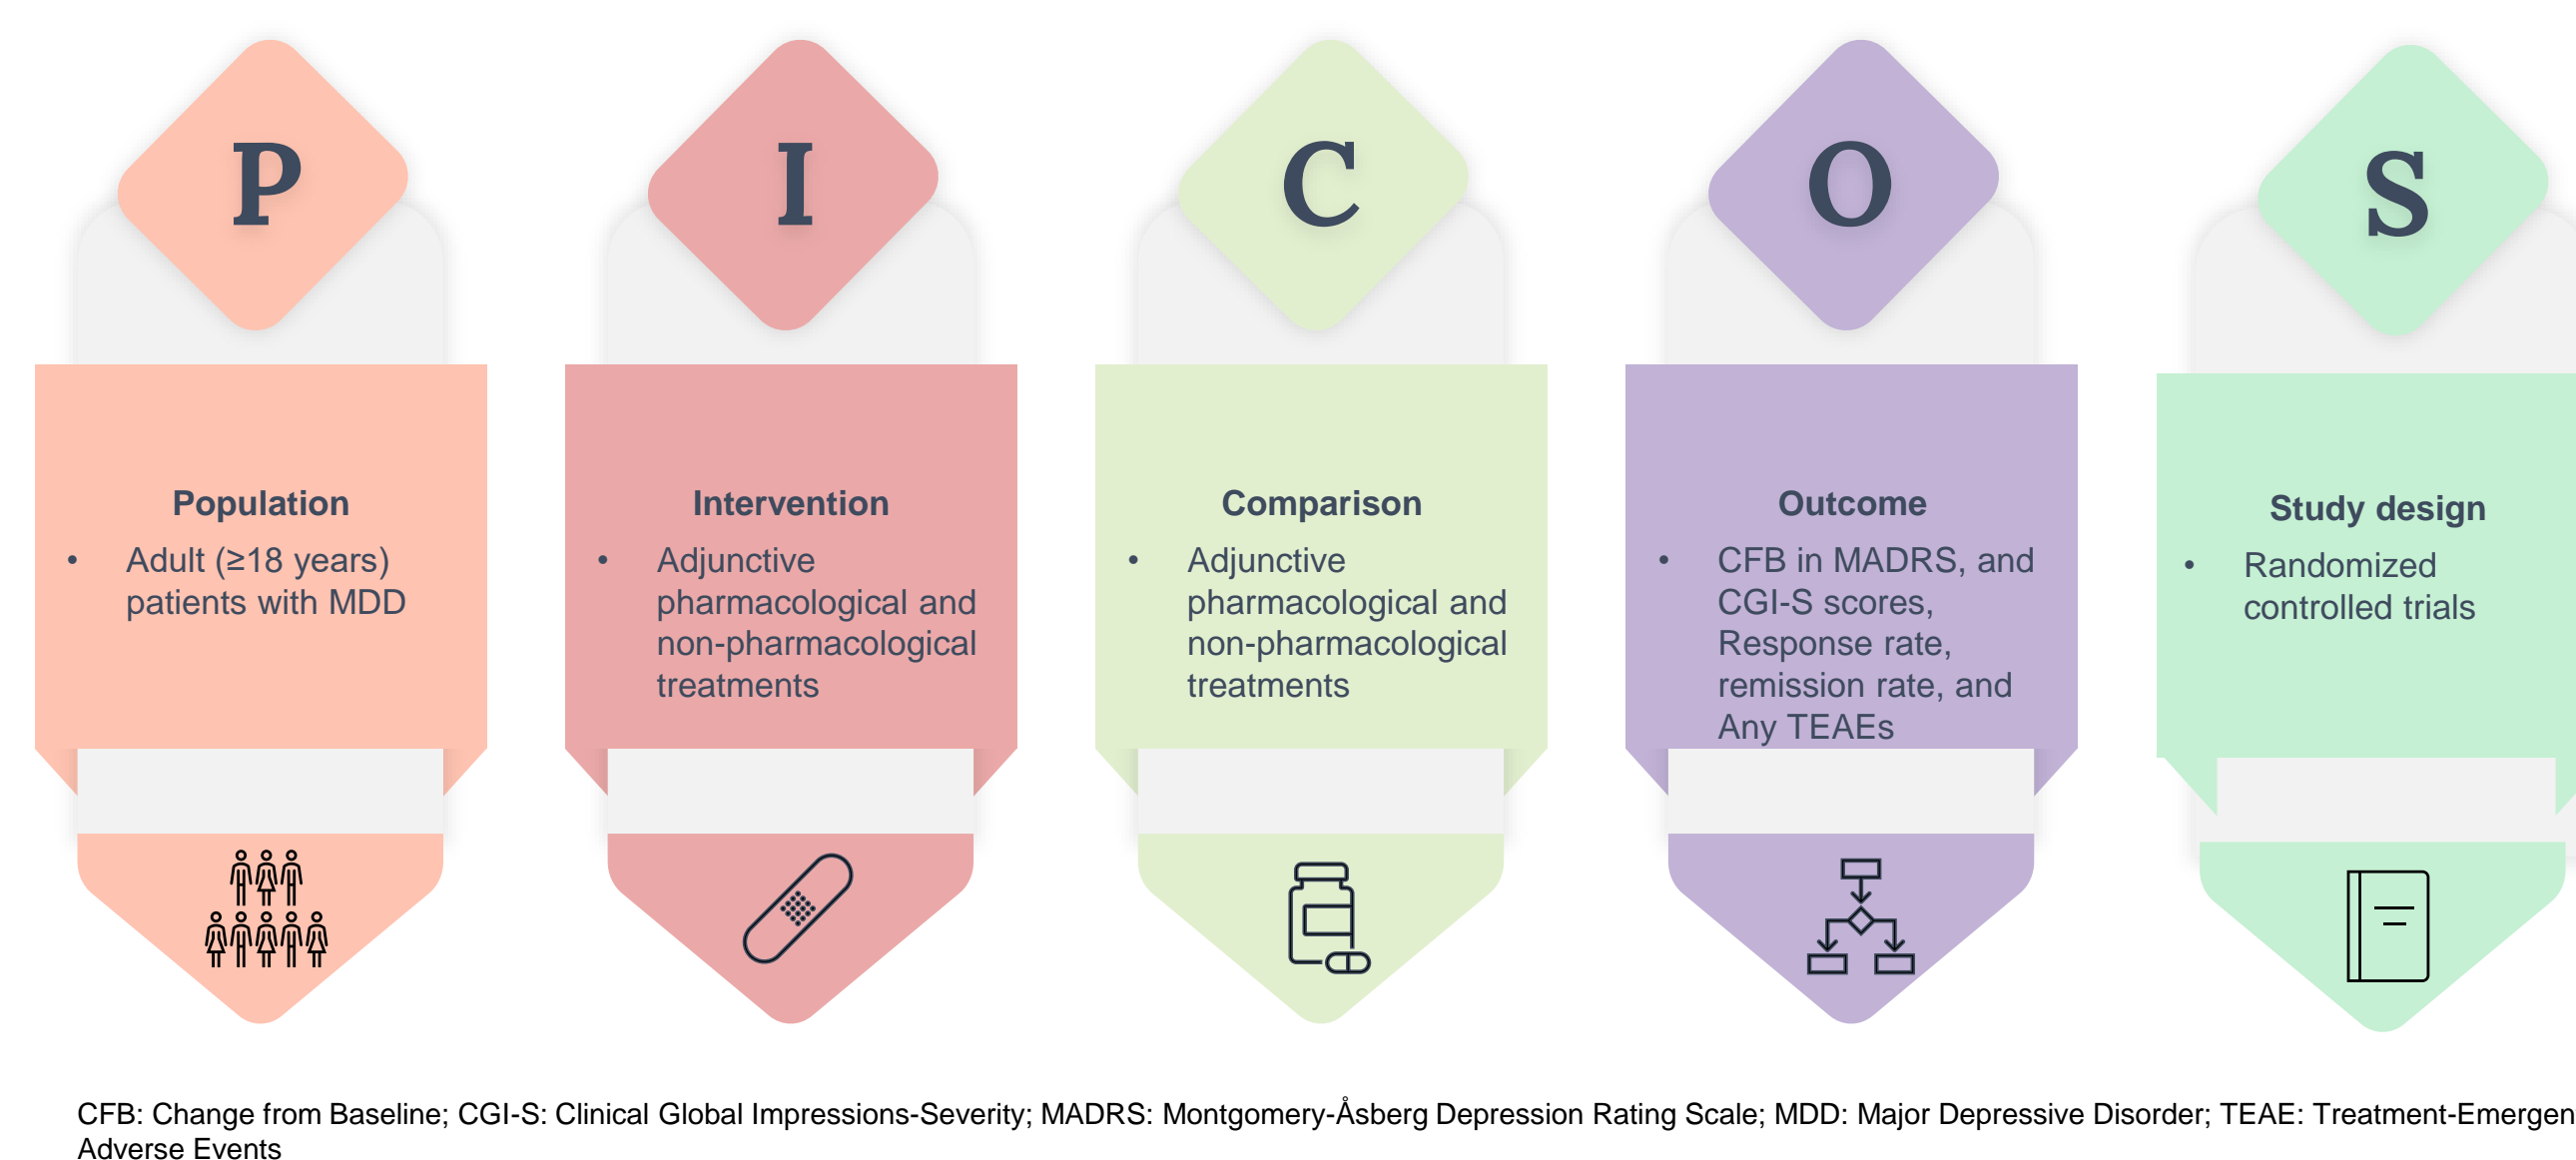 P
I
C
O
S
Population
• Adult (≥18 years)
patients with MDD
Intervention
• Adjunctive
pharmacological and
non-pharmacological
treatments
Comparison
• Adjunctive
pharmacological and
non-pharmacological
treatments
Outcome
• CFB in MADRS, and
CGI-S scores,
Response rate,
remission rate, and
Any TEAEs
Study design
• Randomized
controlled trials
CFB: Change from Baseline; CGI-S: Clinical Global Impressions-Severity; MADRS: Montgomery-Åsberg Depression Rating Scale; MDD: Major Depressive Disorder; TEAE: Treatment-Emergen
Adverse Events